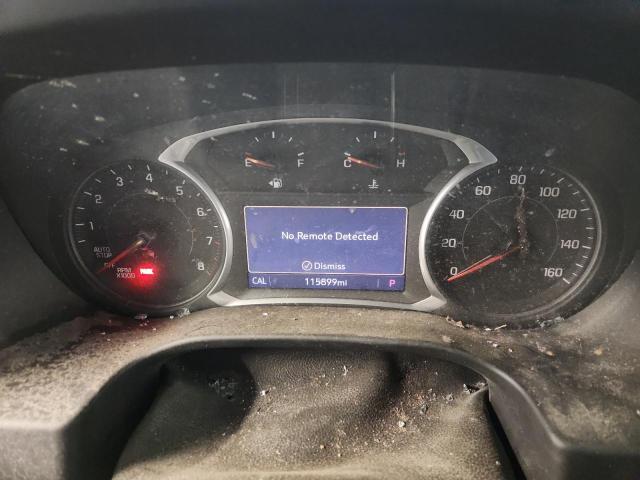 E F C H
1 2 3 4 5 6 7 8
AUTO
STOP
RPM
X1000
PARK
No Remote Detected
Dismiss
CAL 115899mi P
0 20 40 60 80 100 120 140 160